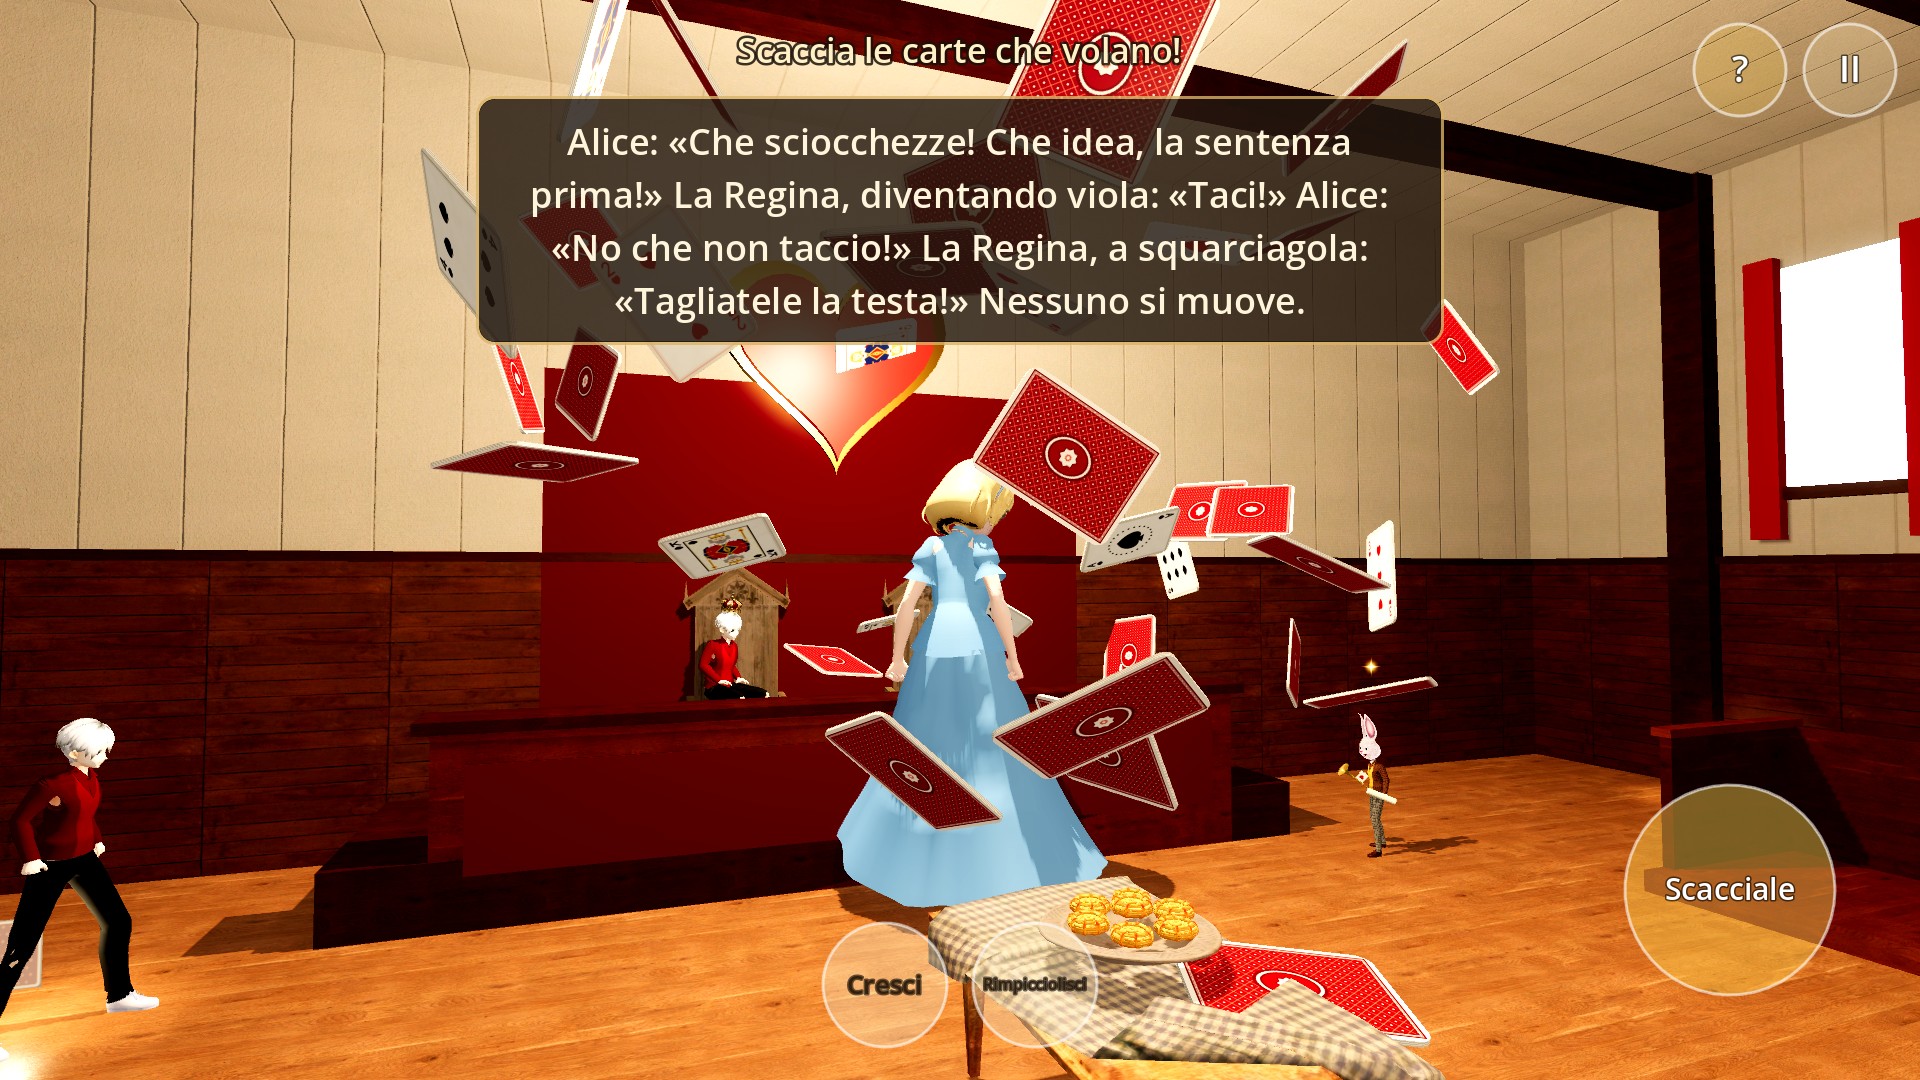 Scaccia le carte che volano!
?
Alice: «Che sciocchezze! Che idea, la sentenza
prima!» La Regina, diventando viola: «Taci!» Alice:
«No che non taccio!» La Regina, a squarciagola:
«Tagliatele la testa!» Nessuno si muove.
Scacciale
Cresci
Rimpicciolisci